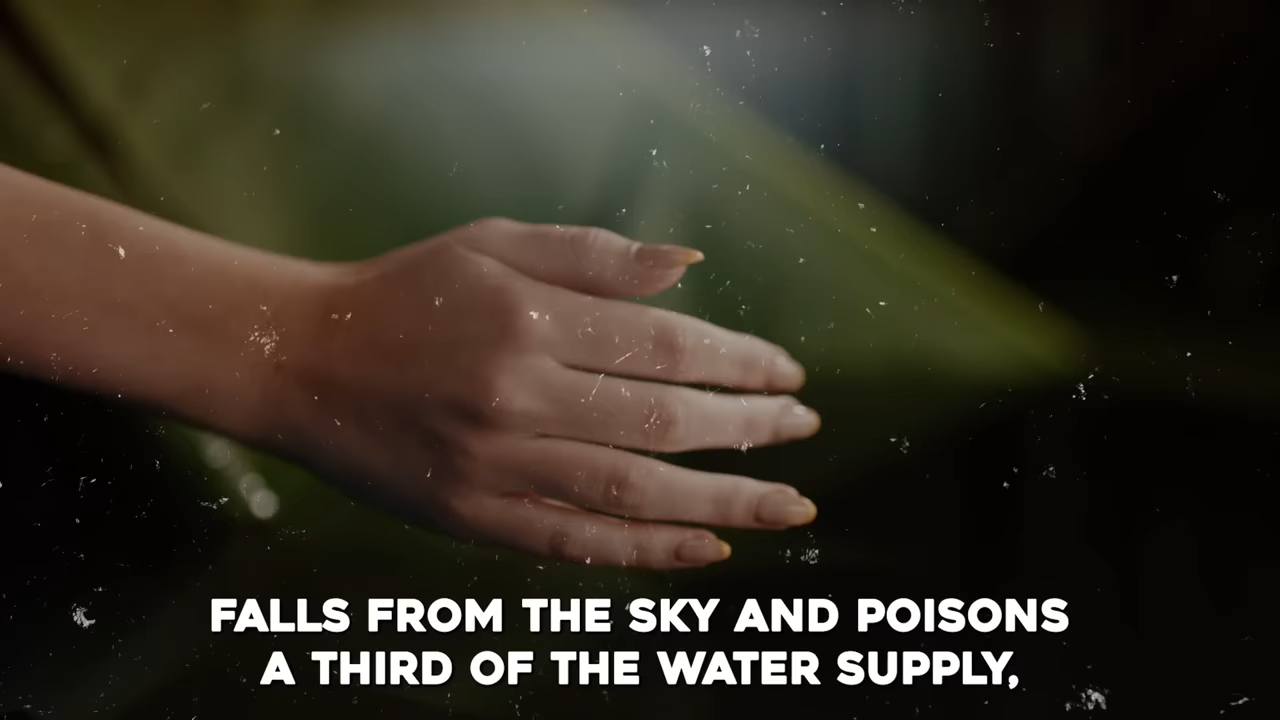 FALLS FROM THE SKY AND POISONS
A THIRD OF THE WATER SUPPLY,